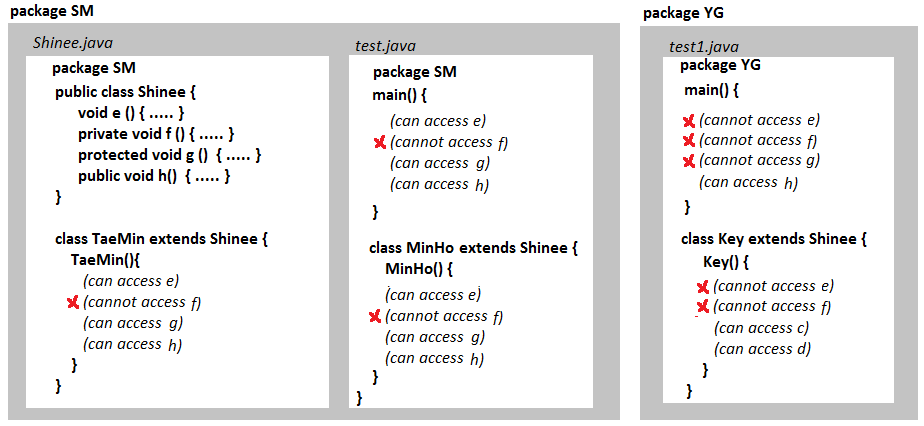 package SM
Shinee.java
package SM
public class Shinee {
void e () { ..... }
private void f () { ..... }
protected void g () { ..... }
public void h() { ..... }
}
class TaeMin extends Shinee {
TaeMin(){
(can access e)
(cannot access f)
(can access g)
(can access h)
}
}
test.java
package SM
main() {
(can access e)
(cannot access f)
(can access g)
(can access h)
}
class MinHo extends Shinee {
MinHo() {
(can access e)
(cannot access f)
(can access g)
(can access h)
}
}
package YG
test1.java
package YG
main() {
(cannot access e)
(cannot access f)
(cannot access g)
(can access h)
}
class Key extends Shinee {
Key() {
(cannot access e)
(cannot access f)
(can access c)
(can access d)
}
}